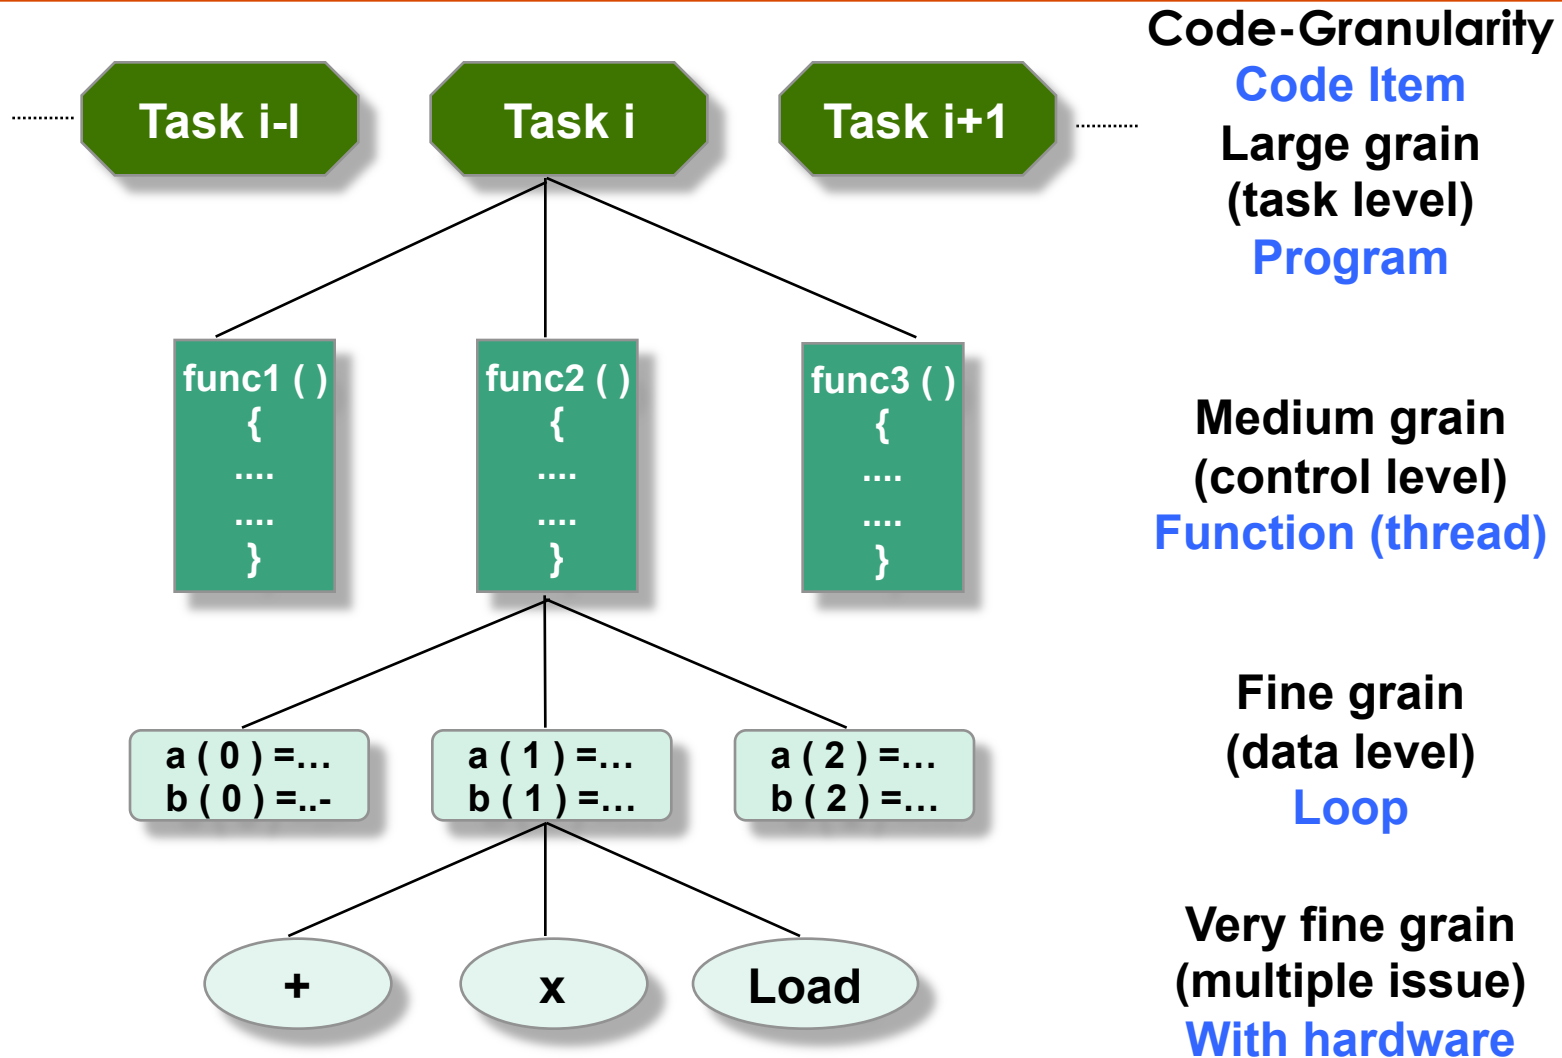 Code-Granularity
Code Item
Large grain
(task level)
Program
Task i-l
Task i
Task i+1
func1 ( )
{
....
....
}
func2 ( )
{
....
....
}
func3 ( )
{
....
....
}
Medium grain
(control level)
Function (thread)
a ( 0 ) =...
b ( 0 ) =..-
a ( 1 ) =...
b ( 1 ) =...
a ( 2 ) =...
b ( 2 ) =...
Fine grain
(data level)
Loop
+
x
Load
Very fine grain
(multiple issue)
With hardware